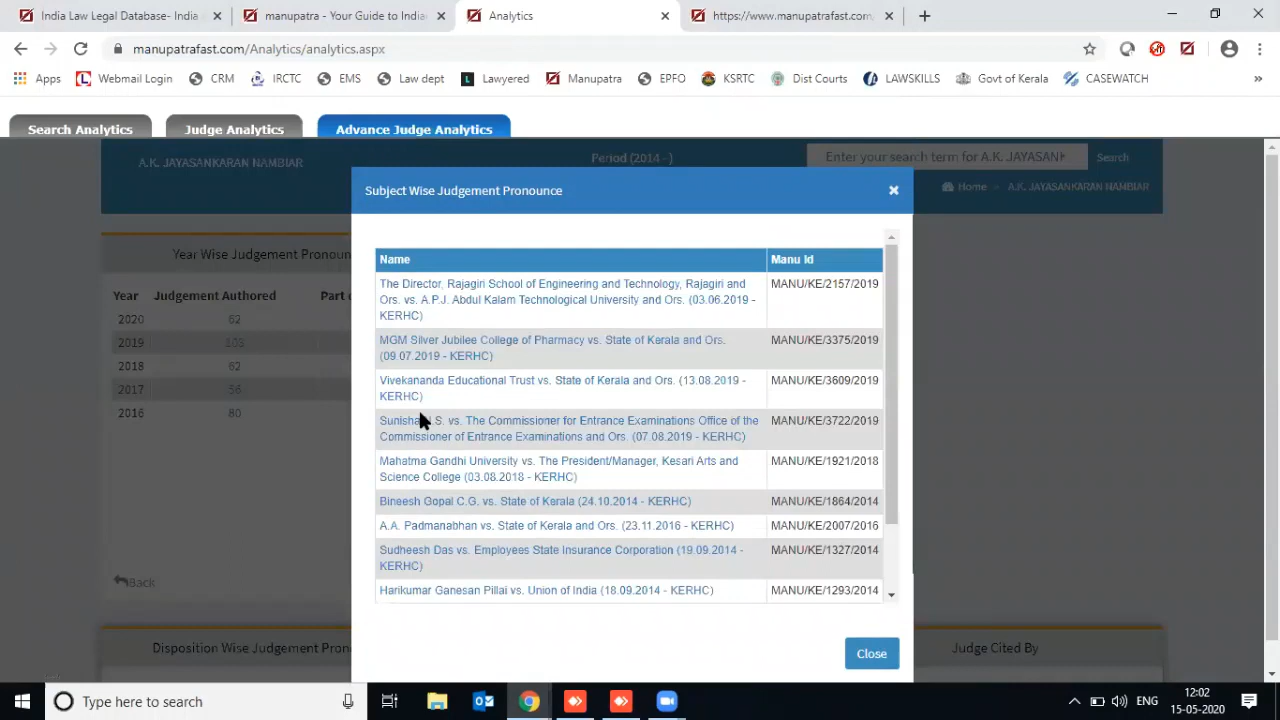 India Law Legal Database- India
manupatra - Your Guide to India
Analytics
https://www.manupatrafast.com
manupatrafast.com/Analytics/analytics.aspx
Apps
Webmail Login
CRM
IRCTC
EMS
Law dept
Lawyered
Manupatra
EPFO
KSRTC
Dist Courts
LAWSKILLS
Govt of Kerala
CASEWATCH
»
Search Analytics
Judge Analytics
Advance Judge Analytics
A.K. JAYASANKARAN NAMBIAR
Period (2014 - )
Enter your search term for A.K. JAYASAN
Search
Home » A.K. JAYASANKARAN NAMBIAR
Subject Wise Judgement Pronounce
Year Wise Judgement Pronoun
Year Judgement Authored Part o
2020 62
2019 103
2018 62
2017 56
2016 80
Back
Name Manu Id
The Director, Rajagiri School of Engineering and Technology, Rajagiri and MANU/KE/2157/2019
Ors. vs. A.P.J. Abdul Kalam Technological University and Ors. (03.06.2019 -
KERHC)
MGM Silver Jubilee College of Pharmacy vs. State of Kerala and Ors. MANU/KE/3375/2019
(09.07.2019 - KERHC)
Vivekananda Educational Trust vs. State of Kerala and Ors. (13.08.2019 - MANU/KE/3609/2019
KERHC)
S. vs. The Commissioner for Entrance Examinations Office of the MANU/KE/3722/2019
Commissioner of Entrance Examinations and Ors. (07.08.2019 - KERHC)
Mahatma Gandhi University vs. The President/Manager, Kesari Arts and MANU/KE/1921/2018
Science College (03.08.2018 - KERHC)
Bineesh Gopal C.G. vs. State of Kerala (24.10.2014 - KERHC) MANU/KE/1864/2014
A.A. Padmanabhan vs. State of Kerala and Ors. (23.11.2016 - KERHC) MANU/KE/2007/2016
Sudheesh Das vs. Employees State Insurance Corporation (19.09.2014 - MANU/KE/1327/2014
KERHC)
Harikumar Ganesan Pillai vs. Union of India (18.09.2014 - KERHC) MANU/KE/1293/2014
Close
Disposition Wise Judgement Pron
Judge Cited By
Type here to search
ENG
12:02
15-05-2020